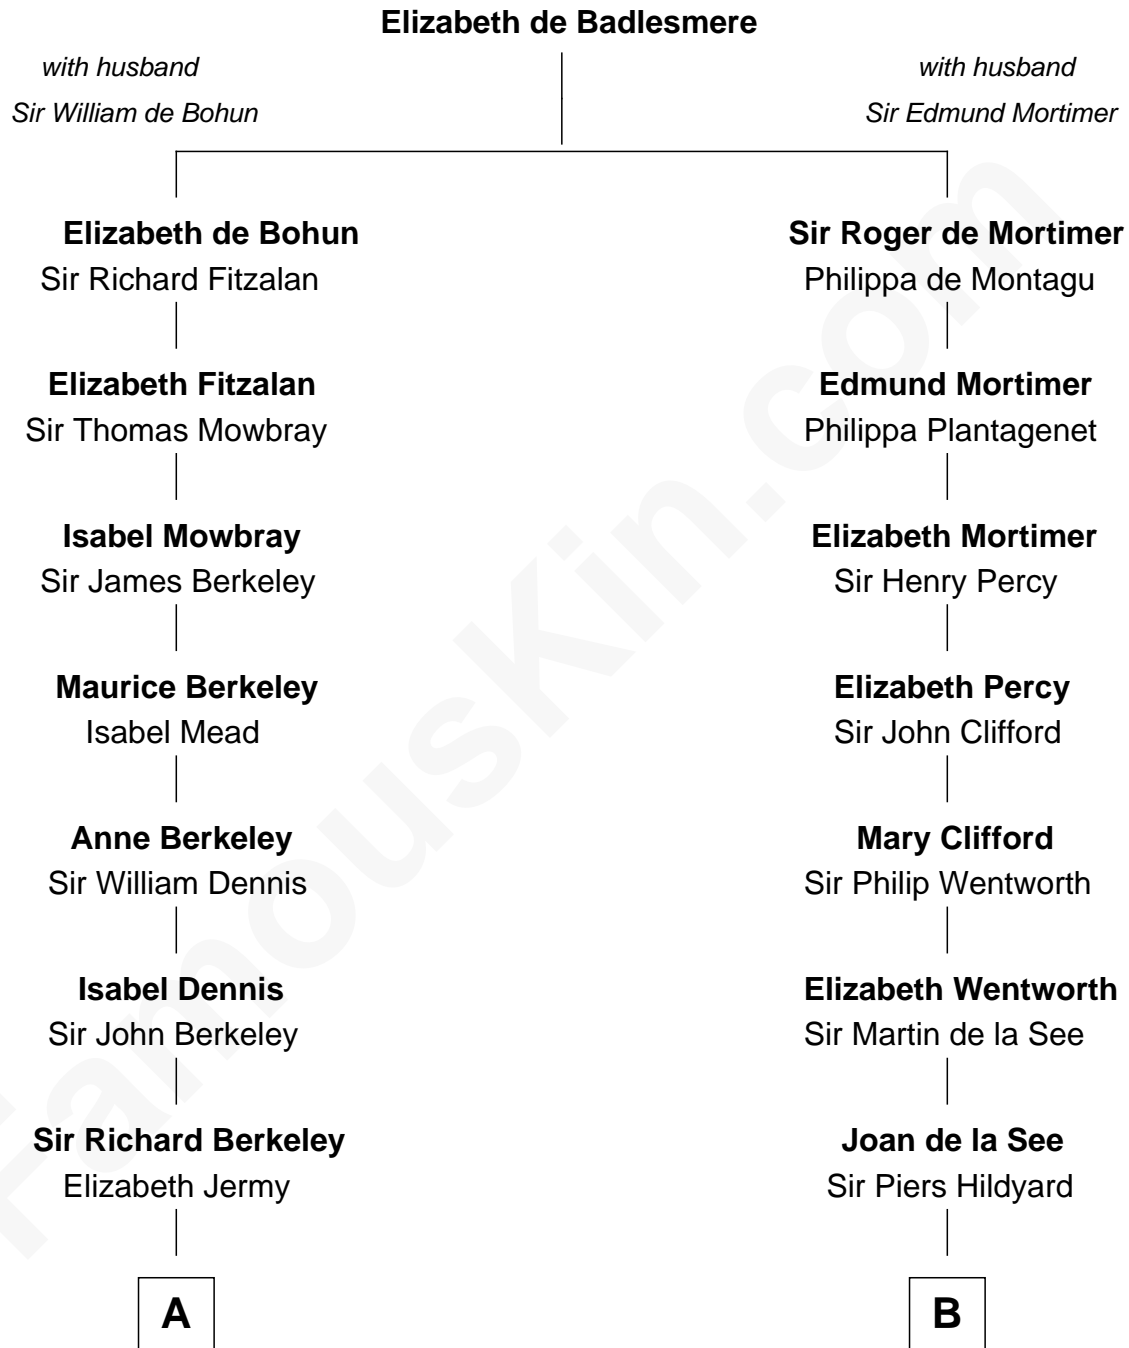 Elizabeth de Badlesmere
with husband
Sir William de Bohun
with husband
Sir Edmund Mortimer
Elizabeth de Bohun
Sir Richard Fitzalan
Sir Roger de Mortimer
Philippa de Montagu
Elizabeth Fitzalan
Sir Thomas Mowbray
Edmund Mortimer
Philippa Plantagenet
Isabel Mowbray
Sir James Berkeley
Elizabeth Mortimer
Sir Henry Percy
Maurice Berkeley
Isabel Mead
Elizabeth Percy
Sir John Clifford
Anne Berkeley
Sir William Dennis
Mary Clifford
Sir Philip Wentworth
Isabel Dennis
Sir John Berkeley
Elizabeth Wentworth
Sir Martin de la See
Sir Richard Berkeley
Elizabeth Jermy
Joan de la See
Sir Piers Hildyard
A
B
FamousKin.com